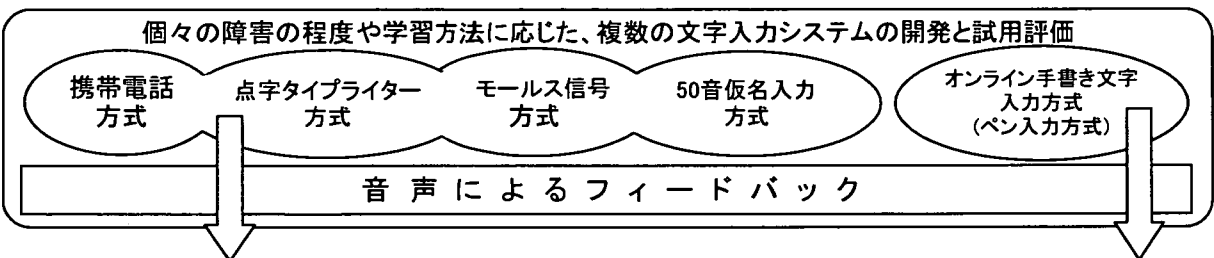 個々の障害の程度や学習方法に応じた、複数の文字入力システムの開発と試用評価
携帯電話
方式
点字タイプライター
方式
モールス信号
方式
50音仮名入力
方式
オンライン手書き文字
入力方式
(ペン入力方式)
音声によるフィードバック